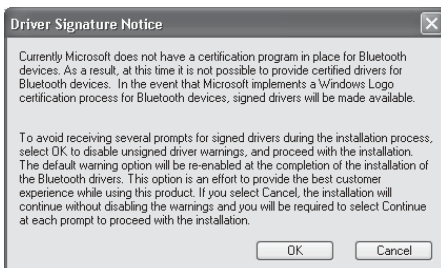 Driver Signature Notice
Currently Microsoft does not have a certification program in place for Bluetooth
devices. As a result, at this time it is not possible to provide certified drivers for
Bluetooth devices. In the event that Microsoft implements a Windows Logo
certification process for Bluetooth devices, signed drivers will be made available.
To avoid receiving several prompts for signed drivers during the installation process,
select OK to disable unsigned driver warnings, and proceed with the installation.
The default warning option will be re-enabled at the completion of the installation of
the Bluetooth drivers. This option is an effort to provide the best customer
experience while using this product. If you select Cancel, the installation will
continue without disabling the warnings and you will be required to select Continue
at each prompt to proceed with the installation.
OK Cancel